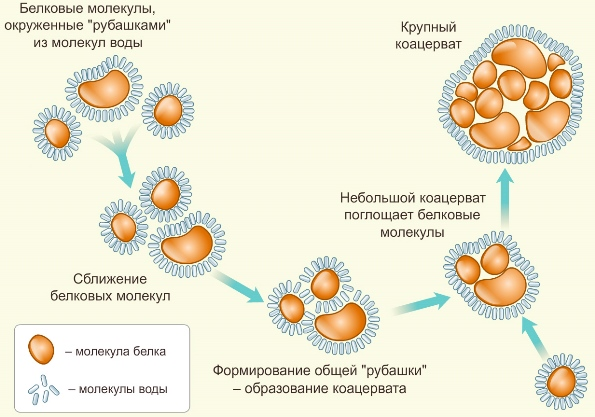 Белковые молекулы,
окруженные "рубашками"
из молекул воды
Крупный
коацерват
Небольшой коацерват
поглощает белковые
молекулы
Сближение
белковых молекул
Формирование общей "рубашки"
– образование коацервата
– молекула белка
– молекулы воды